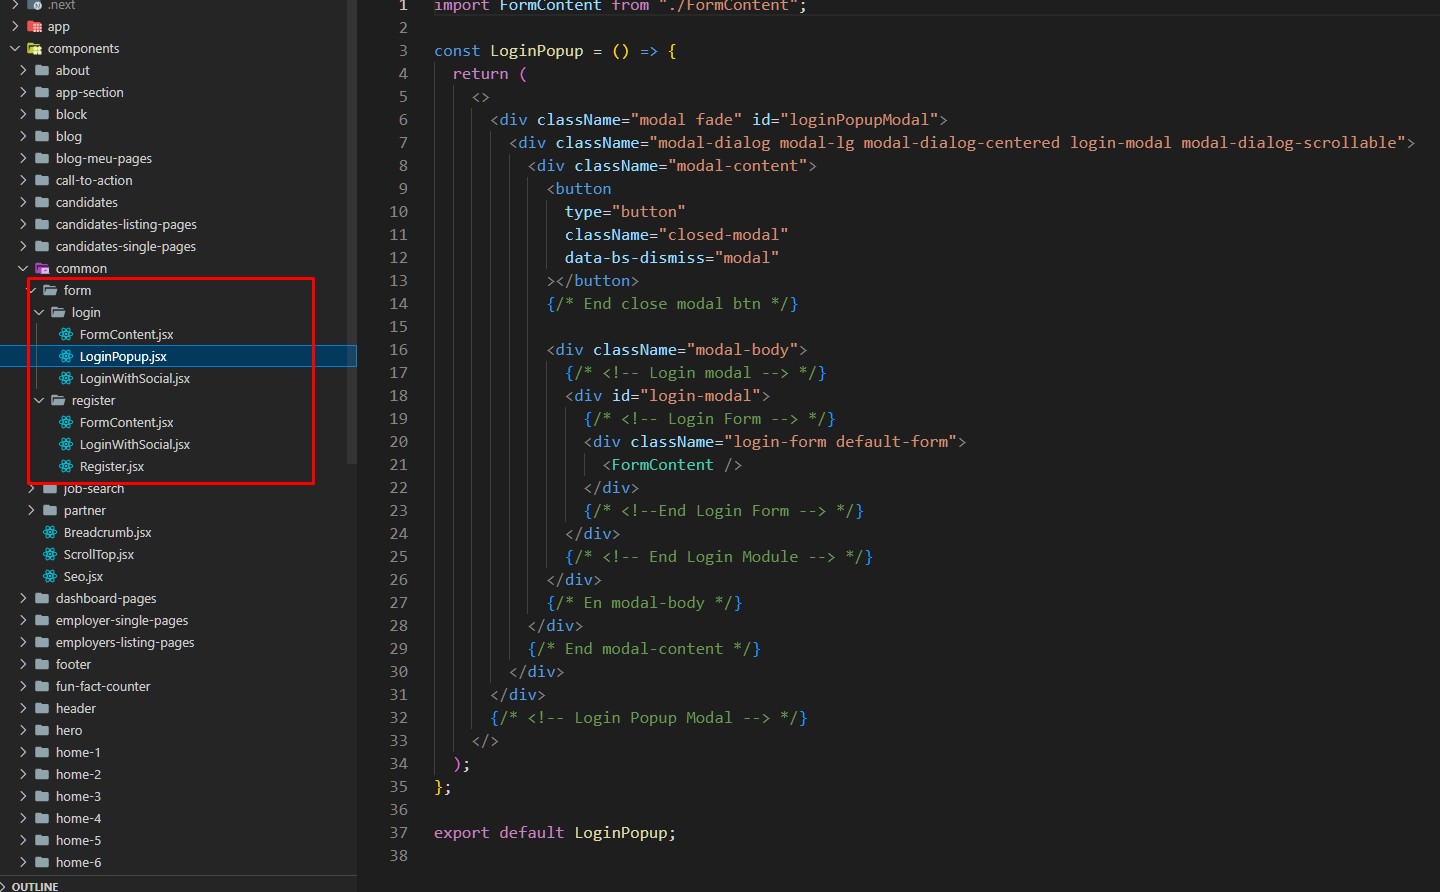 .next
app
components
about
app-section
block
blog
blog-meu-pages
call-to-action
candidates
candidates-listing-pages
candidates-single-pages
common
form
login
FormContent.jsx
LoginPopup.jsx
LoginWithSocial.jsx
register
FormContent.jsx
LoginWithSocial.jsx
Register.jsx
job-search
partner
Breadcrumb.jsx
ScrollTop.jsx
Seo.jsx
dashboard-pages
employer-single-pages
employers-listing-pages
footer
fun-fact-counter
header
hero
home-1
home-2
home-3
home-4
home-5
home-6
OUTLINE
1 import FormContent from "./FormContent";
2
3 const LoginPopup = () => {
4 return (
5 <>
6 <div className="modal fade" id="loginPopupModal">
7 <div className="modal-dialog modal-lg modal-dialog-centered login-modal modal-dialog-scrollable">
8 <div className="modal-content">
9 <button
10 type="button"
11 className="closed-modal"
12 data-bs-dismiss="modal"
13 ></button>
14 {/* End close modal btn */}
15
16 <div className="modal-body">
17 {/* <!-- Login modal --> */}
18 <div id="login-modal">
19 {/* <!-- Login Form --> */}
20 <div className="login-form default-form">
21 <FormContent />
22 </div>
23 {/* <!--End Login Form --> */}
24 </div>
25 {/* <!-- End Login Module --> */}
26 </div>
27 {/* En modal-body */}
28 </div>
29 {/* End modal-content */}
30 </div>
31 </div>
32 {/* <!-- Login Popup Modal --> */}
33 </>
34 );
35 };
36
37 export default LoginPopup;
38